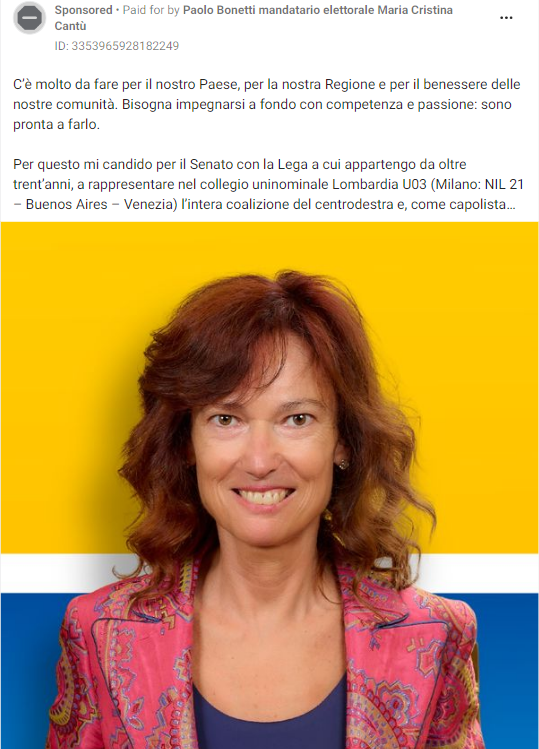 Sponsored • Paid for by Paolo Bonetti mandatario elettorale Maria Cristina
Cantù
ID: 3353965928182249
C'è molto da fare per il nostro Paese, per la nostra Regione e per il benessere delle
nostre comunità. Bisogna impegnarsi a fondo con competenza e passione: sono
pronta a farlo.
Per questo mi candido per il Senato con la Lega a cui appartengo da oltre
trent'anni, a rappresentare nel collegio uninominale Lombardia U03 (Milano: NIL 21
– Buenos Aires – Venezia) l'intera coalizione del centrodestra e, come capolista...